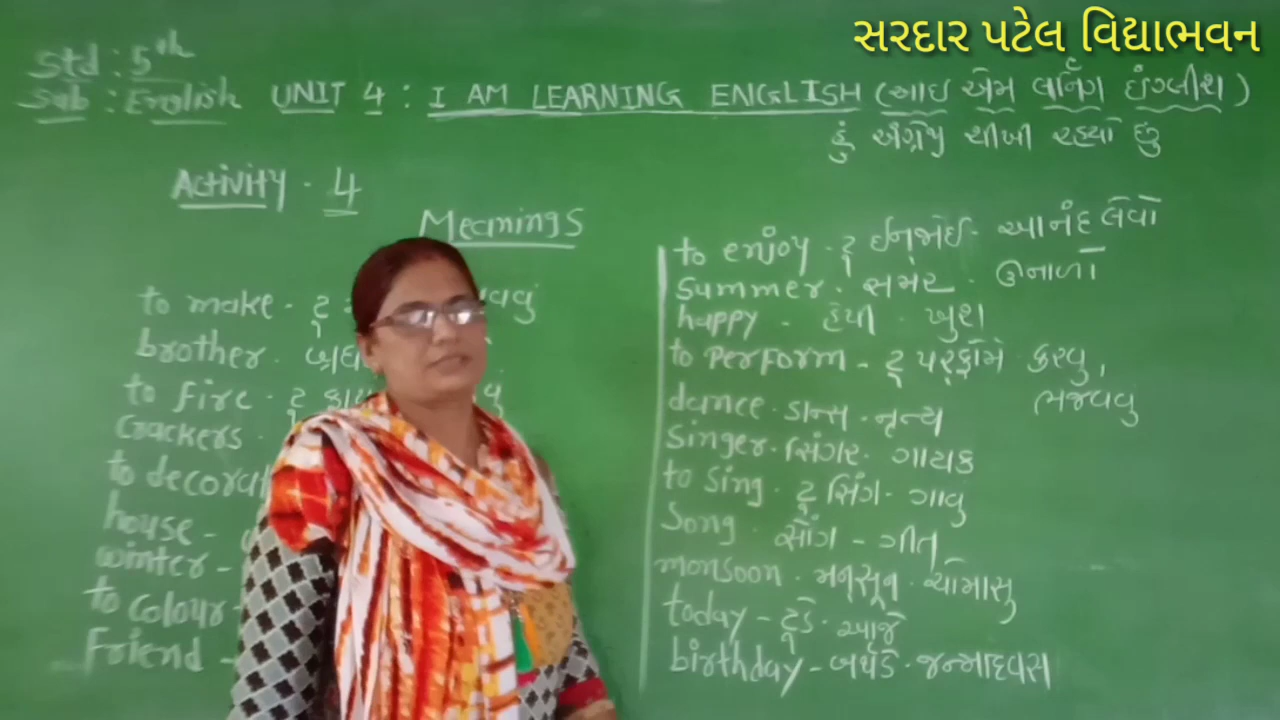 સરદાર પટેલ વિદ્યાભવન
Std : 5th
Sub : English UNIT 4 : I AM LEARNING ENGLISH (આઇ એમ લર્નિંગ ઇંગ્લીશ)
હું અંગ્રેજી શીખી રહ્યો છુ
Activity - 4
Meanings
to make - ટૂ
brother -
to fire - ટૂ
crackers -
to
house -
winter -
to colour -
Friend -
to enjoy - ટૂ ઈન્જોઈ - આનંદ લેવો
summer - સમર - ઉનાળો
happy - હેપી - ખુશ
to perform - ટૂ પરફોર્મ કરવુ,
ભજવવુ
dance - ડાન્સ - નૃત્ય
singer - સિંગર - ગાયક
to sing - ટૂ સિંગ - ગાવુ
song - સોંગ - ગીત
monsoon - મનસૂન - ચોમાસુ
today - ટૂડે - આજે
birthday - બર્થડે - જન્મદિવસ